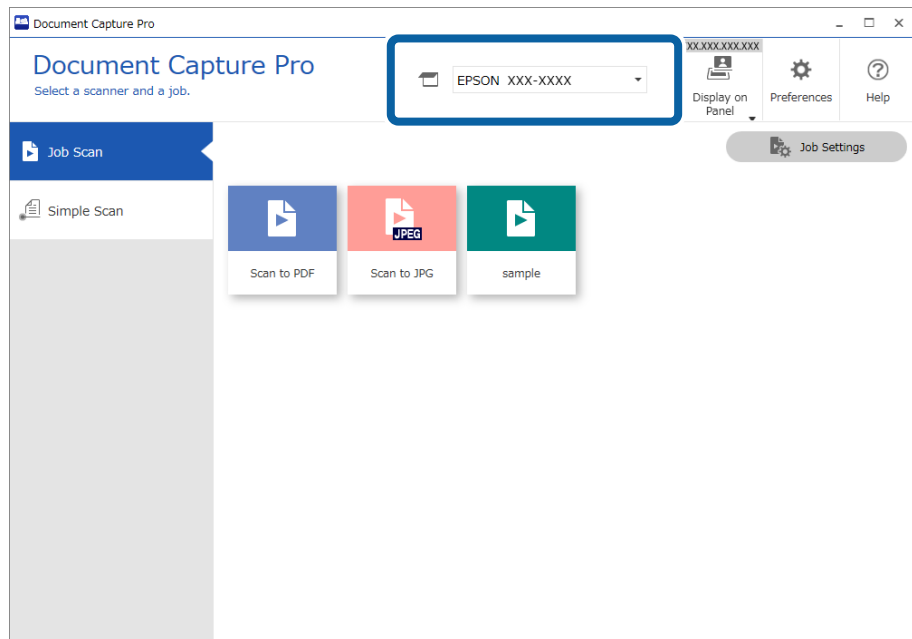 Document Capture Pro
Document Capture Pro
Select a scanner and a job.
EPSON XXX-XXXX
XX.XXX.XXX.XXX
Display on
Panel
Preferences
Help
Job Scan
Job Settings
Simple Scan
JPEG
Scan to PDF
Scan to JPG
sample